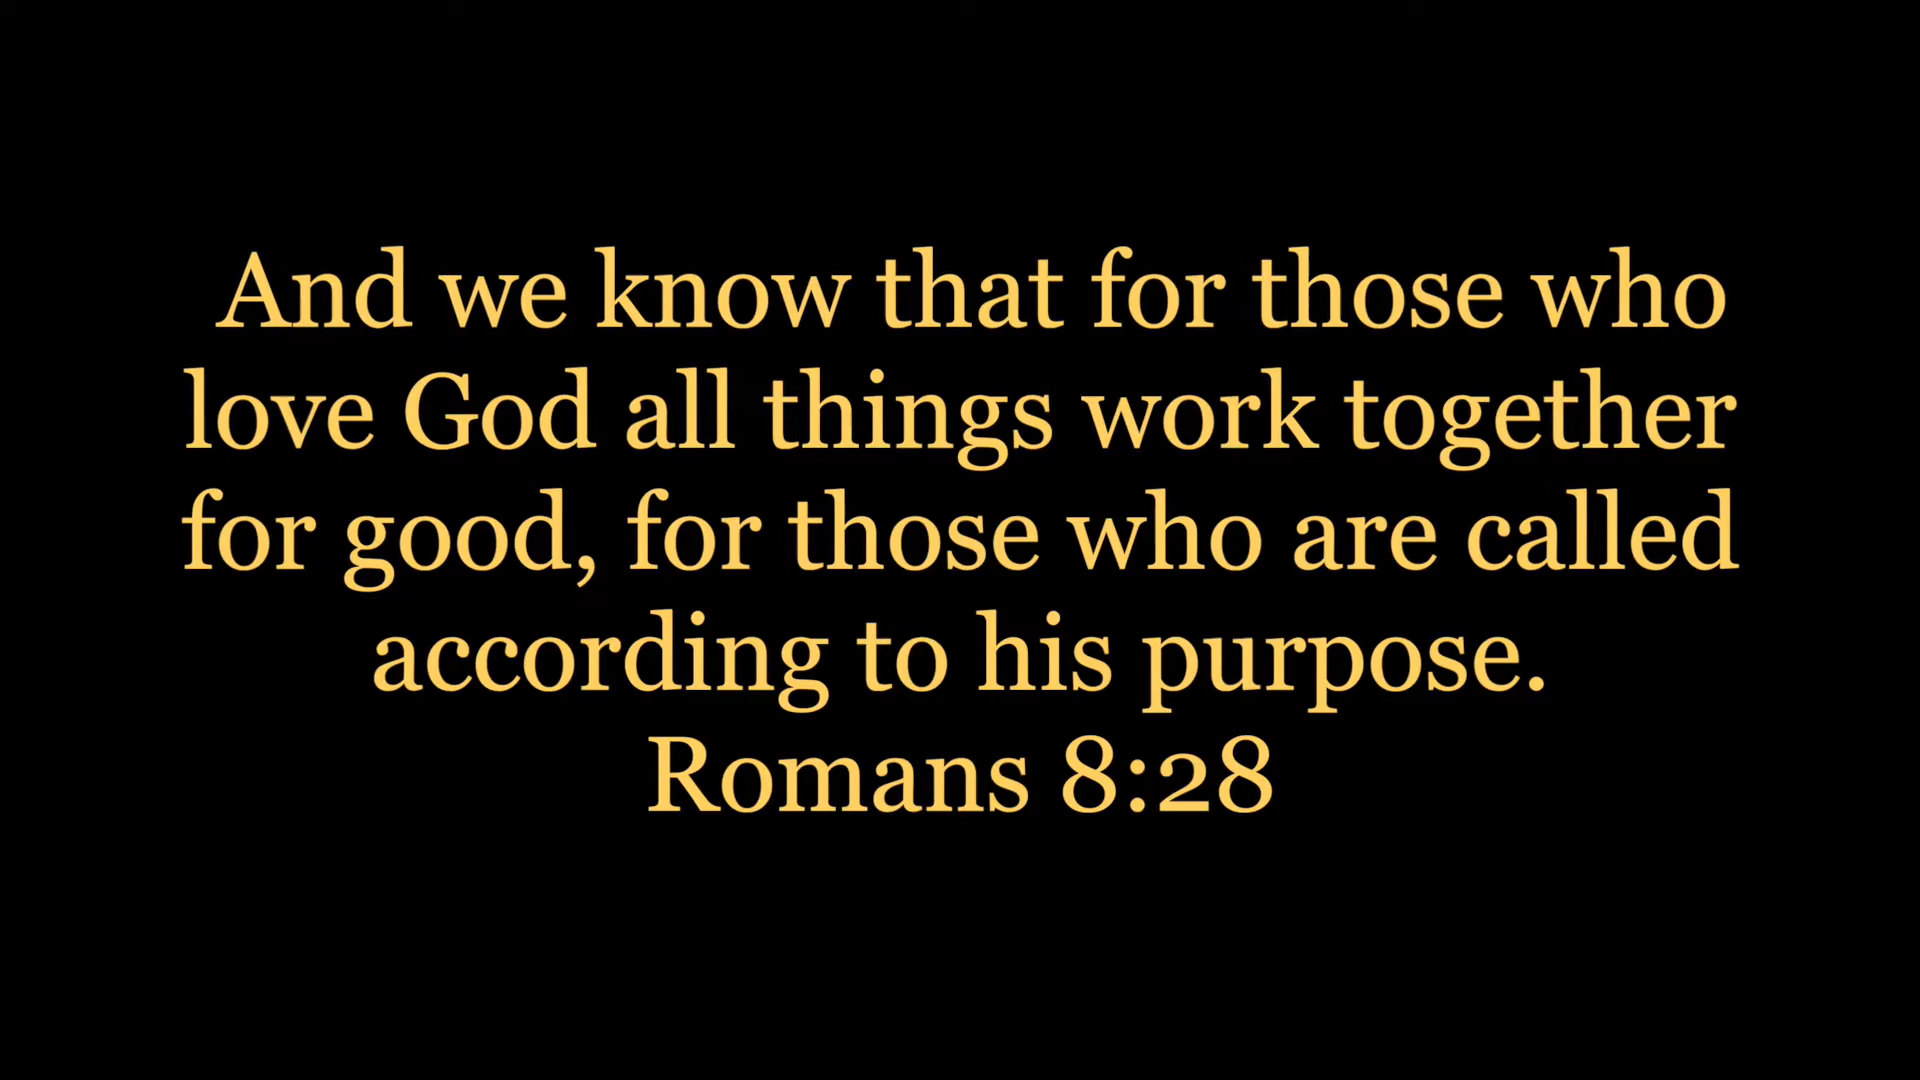 And we know that for those who
love God all things work together
for good, for those who are called
according to his purpose.
Romans 8:28